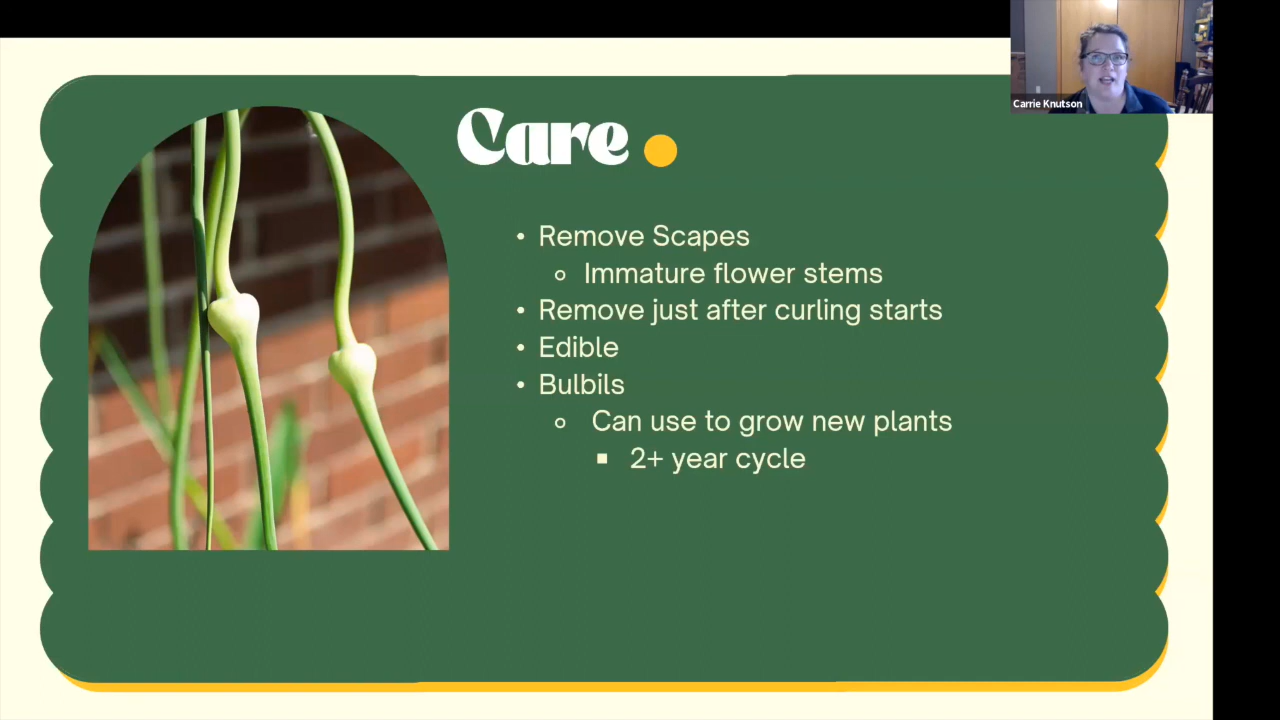 Carrie Knutson
Care
• Remove Scapes
○ Immature flower stems
• Remove just after curling starts
• Edible
• Bulbils
○ Can use to grow new plants
■ 2+ year cycle